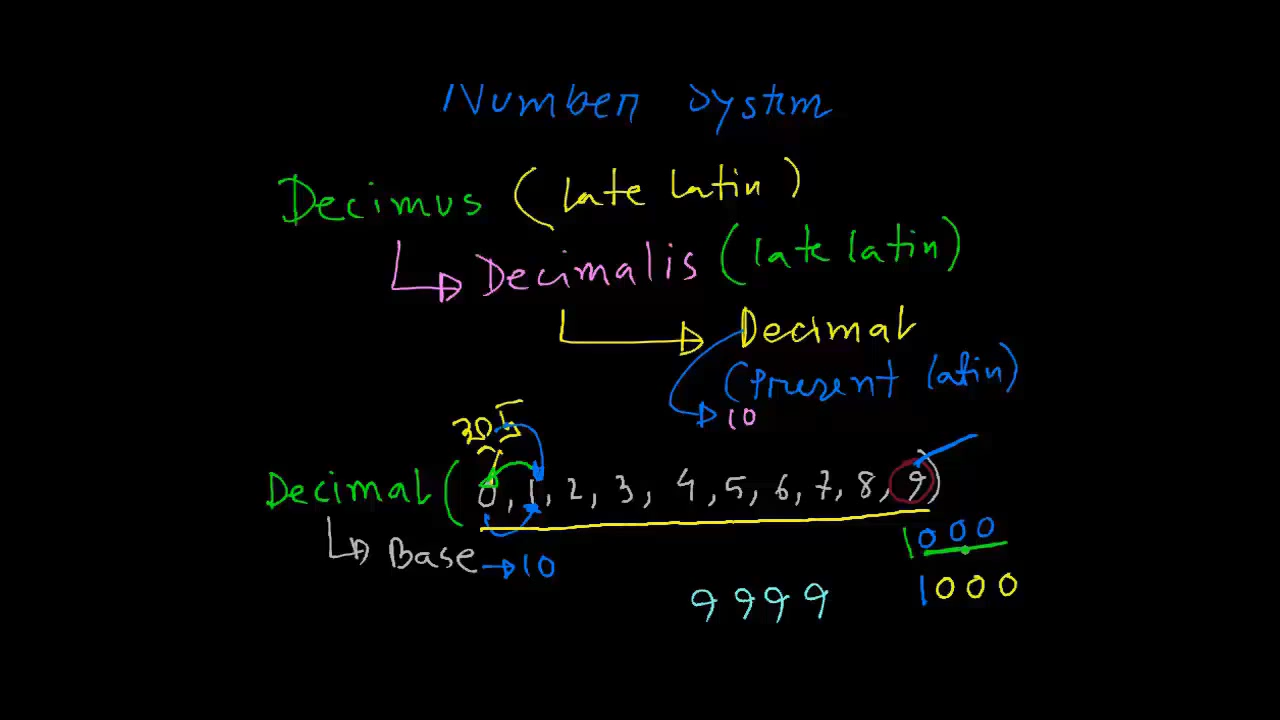 Number System
Decimus (late latin)
Decimalis (late latin)
Decimal
(Present latin)
10
305
Decimal (0, 1, 2, 3, 4, 5, 6, 7, 8, 9)
1000
Base → 10
9999 1000